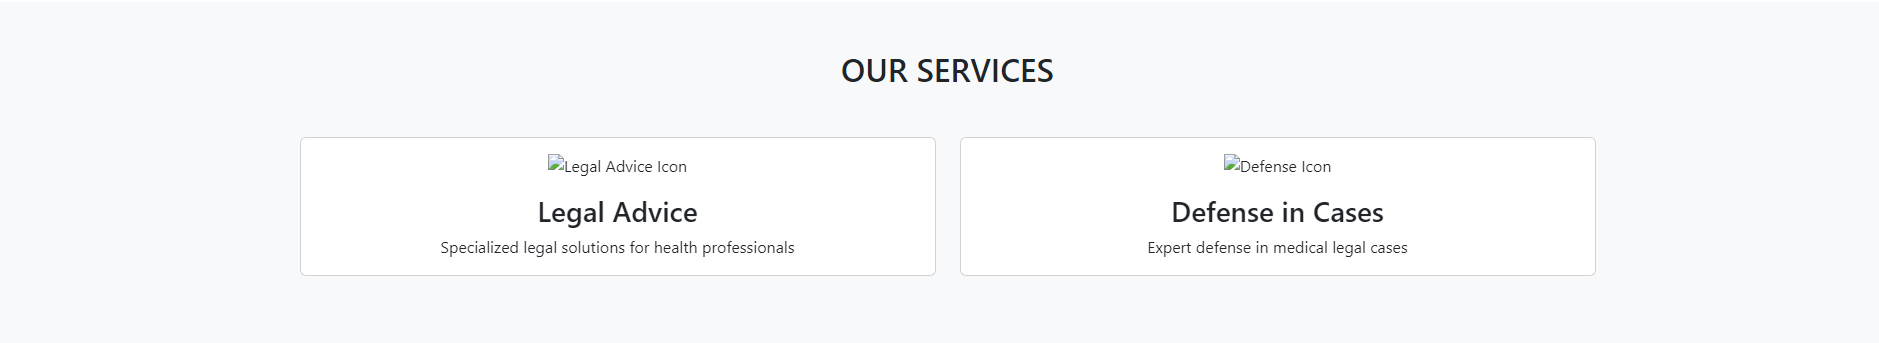 OUR SERVICES
Legal Advice Icon
Legal Advice
Specialized legal solutions for health professionals
Defense Icon
Defense in Cases
Expert defense in medical legal cases